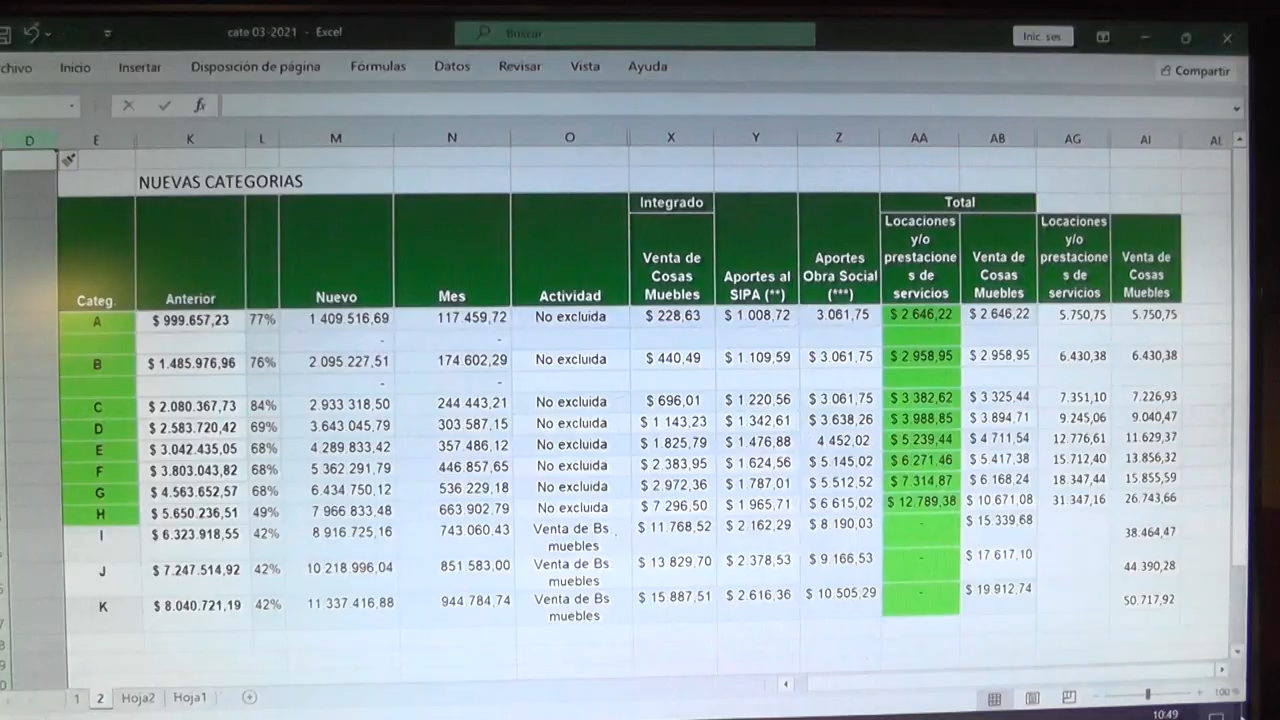 cate 03-2021 - Excel
Buscar
Inic. ses.
chivo Inicio Insertar Disposición de página Fórmulas Datos Revisar Vista Ayuda Compartir
fx
D E K L M N O X Y Z AA AB AG AI AL
NUEVAS CATEGORIAS
Integrado Total
Categ. Anterior Nuevo Mes Actividad Venta de Cosas Muebles Aportes al SIPA (**) Aportes Obra Social (***) Locaciones y/o prestaciones de servicios Venta de Cosas Muebles Locaciones y/o prestaciones de servicios Venta de Cosas Muebles
A $ 999.657,23 77% 1 409 516,69 117 459,72 No excluida $ 228,63 $ 1 008,72 3.061,75 $ 2 646,22 $ 2 646,22 5.750,75 5.750,75
- -
B $ 1.485.976,96 76% 2 095 227,51 174 602,29 No excluida $ 440,49 $ 1 109,59 $ 3.061,75 $ 2 958,95 $ 2 958,95 6.430,38 6.430,38
- -
C $ 2.080.367,73 84% 2 933 318,50 244 443,21 No excluida $ 696,01 $ 1 220,56 $ 3 061,75 $ 3 382,62 $ 3 325,44 7.351,10 7.226,93
D $ 2.583.720,42 69% 3 643 045,79 303 587,15 No excluida $ 1 143,23 $ 1 342,61 $ 3 638,26 $ 3 988,85 $ 3 894,71 9.245,06 9.040,47
E $ 3.042.435,05 68% 4 289 833,42 357 486,12 No excluida $ 1 825,79 $ 1 476,88 4 452,02 $ 5 239,44 $ 4 711,54 12.776,61 11 629,37
F $ 3.803.043,82 68% 5 362 291,79 446 857,65 No excluida $ 2 383,95 $ 1 624,56 $ 5 145,02 $ 6 271,46 $ 5 417,38 15.712,40 13.856,32
G $ 4.563.652,57 68% 6 434 750,12 536 229,18 No excluida $ 2 972,36 $ 1 787,01 $ 5 512,52 $ 7 314,87 $ 6 168,24 18.347,44 15.855,59
H $ 5.650.236,51 49% 7 966 833,48 663 902,79 No excluida $ 7 296,50 $ 1 965,71 $ 6 615,02 $ 12 789,38 $ 10 671,08 31.347,16 26.743,66
I $ 6.323.918,55 42% 8 916 725,16 743 060,43 Venta de Bs. muebles $ 11 768,52 $ 2 162,29 $ 8 190,03 - $ 15 339,68 38.464,47
J $ 7.247.514,92 42% 10 218 996,04 851 583,00 Venta de Bs muebles $ 13 829,70 $ 2 378,53 $ 9 166,53 - $ 17 617,10 44.390,28
K $ 8.040.721,19 42% 11 337 416,88 944 784,74 Venta de Bs muebles $ 15 887,51 $ 2 616,36 $ 10 505,29 - $ 19 912,74 50.717,92
1 2 Hoja2 Hoja1
100 %
10:49